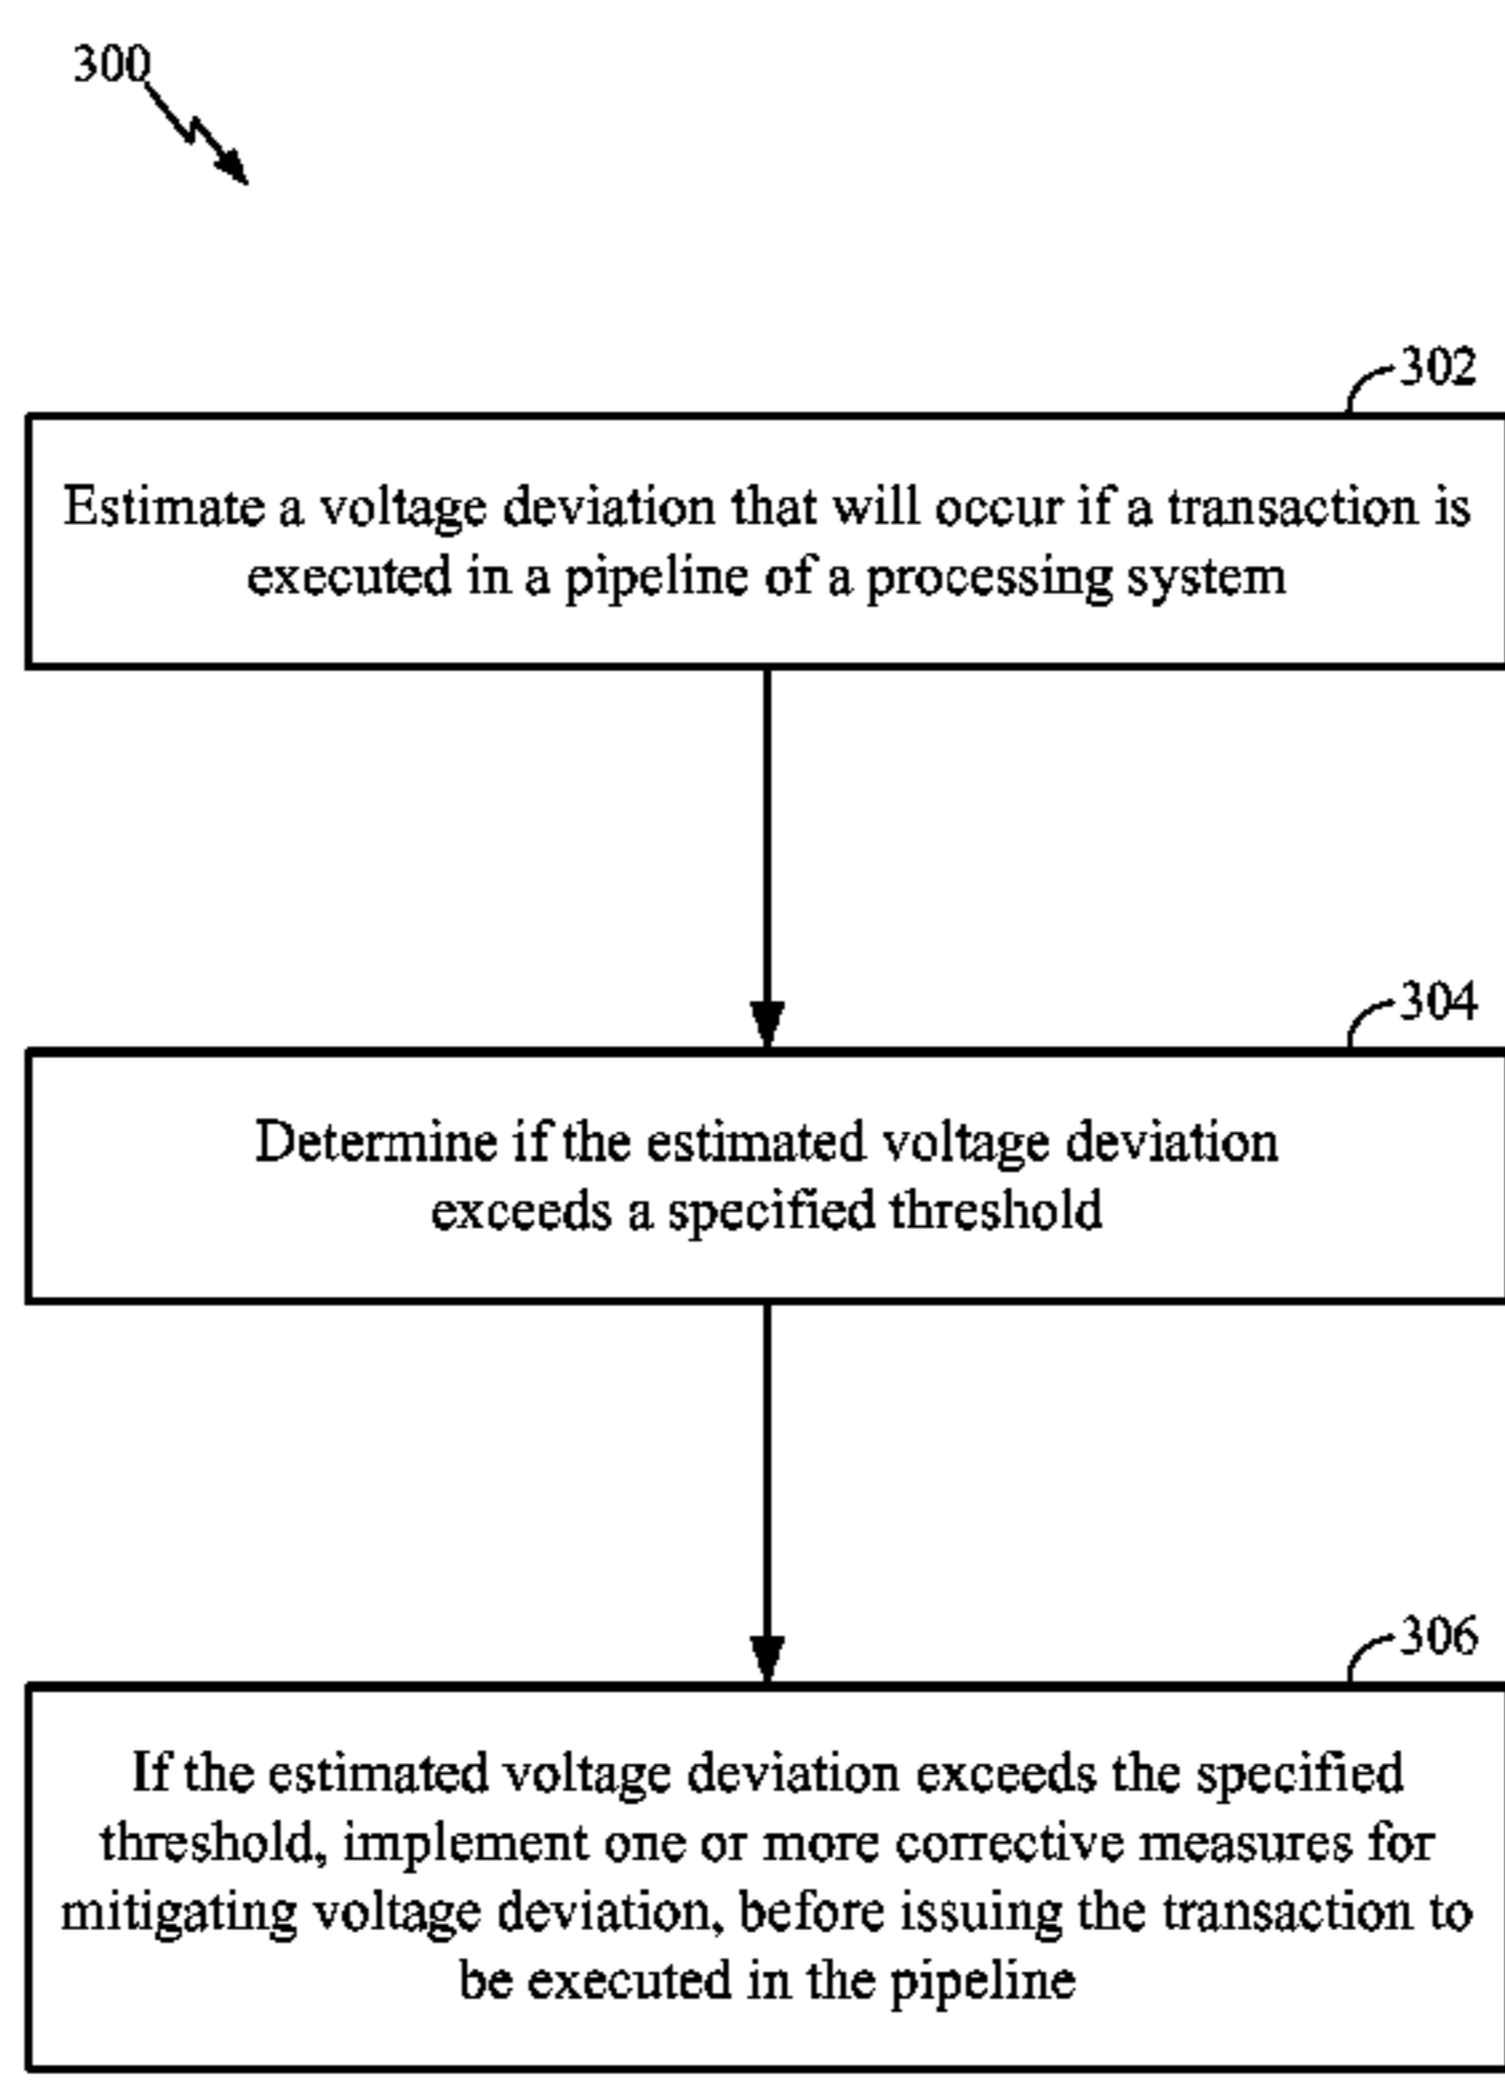 300
302
Estimate a voltage deviation that will occur if a transaction is
executed in a pipeline of a processing system
304
Determine if the estimated voltage deviation
exceeds a specified threshold
306
If the estimated voltage deviation exceeds the specified
threshold, implement one or more corrective measures for
mitigating voltage deviation, before issuing the transaction to
be executed in the pipeline